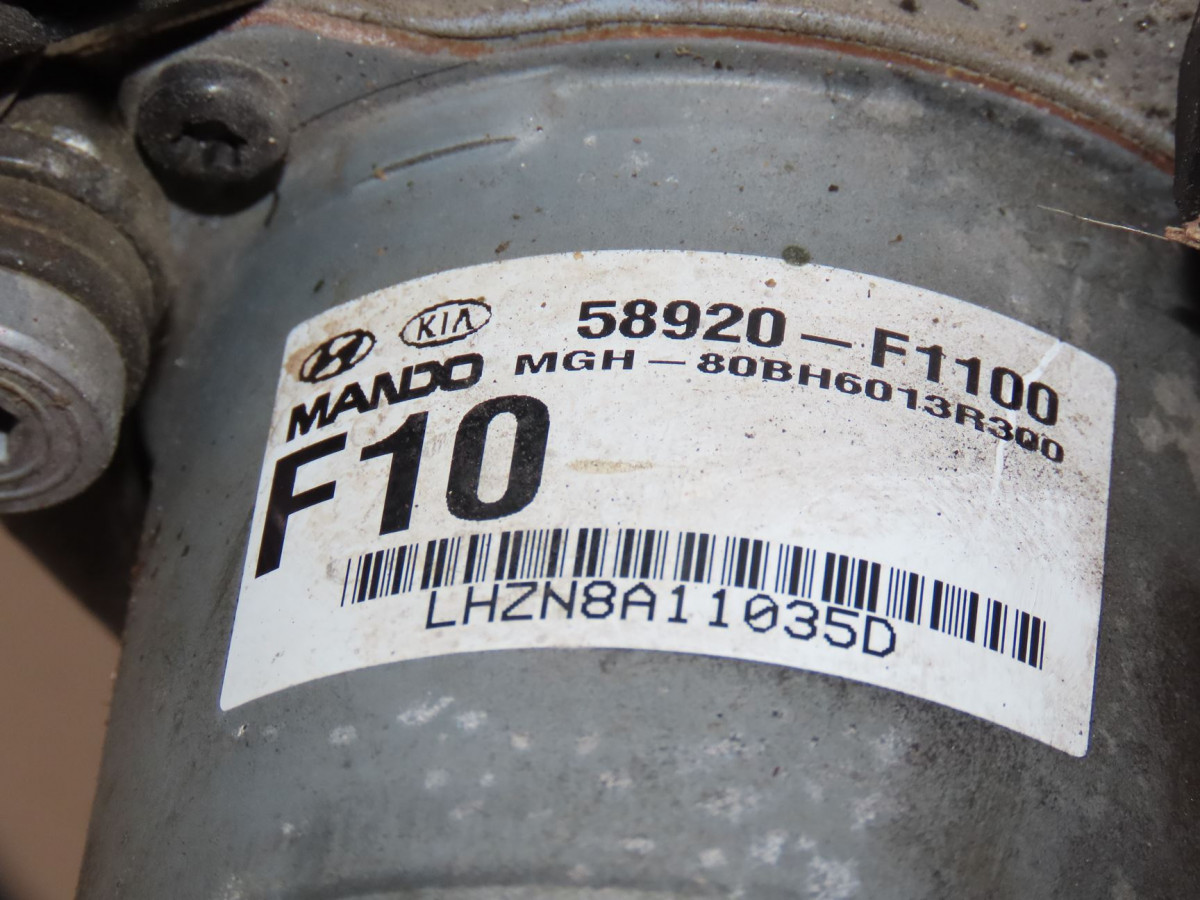 KIA 58920-F1100
MANDO MGH-80BH6013R300
F10
LHZN8A11035D